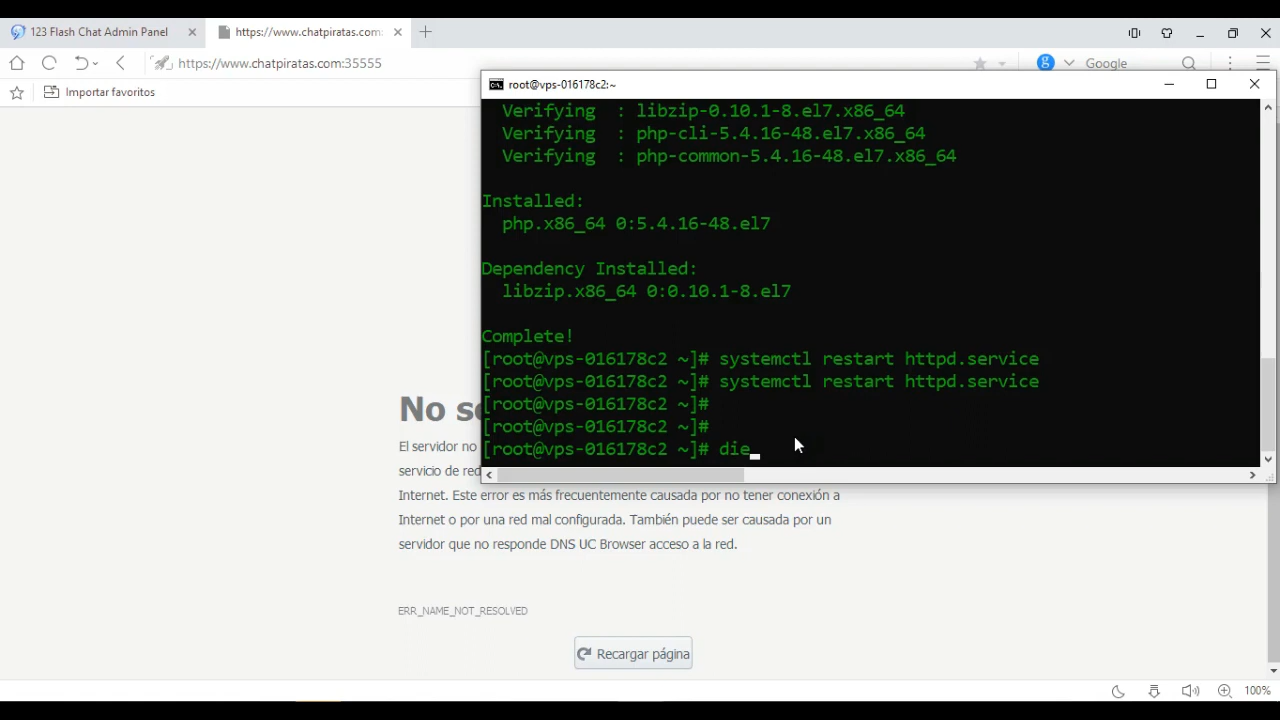 123 Flash Chat Admin Panel
https://www.chatpiratas.com:
https://www.chatpiratas.com:35555
Google
Importar favoritos
root@vps-016178c2:~
Verifying : libzip-0.10.1-8.el7.x86_64
Verifying : php-cli-5.4.16-48.el7.x86_64
Verifying : php-common-5.4.16-48.el7.x86_64
Installed:
php.x86_64 0:5.4.16-48.el7
Dependency Installed:
libzip.x86_64 0:0.10.1-8.el7
Complete!
[root@vps-016178c2 ~]# systemctl restart httpd.service
[root@vps-016178c2 ~]# systemctl restart httpd.service
[root@vps-016178c2 ~]#
[root@vps-016178c2 ~]#
[root@vps-016178c2 ~]# die
No se
El servidor no
servicio de red
Internet. Este error es más frecuentemente causada por no tener conexión a
Internet o por una red mal configurada. También puede ser causada por un
servidor que no responde DNS UC Browser acceso a la red.
ERR_NAME_NOT_RESOLVED
Recargar página
100%